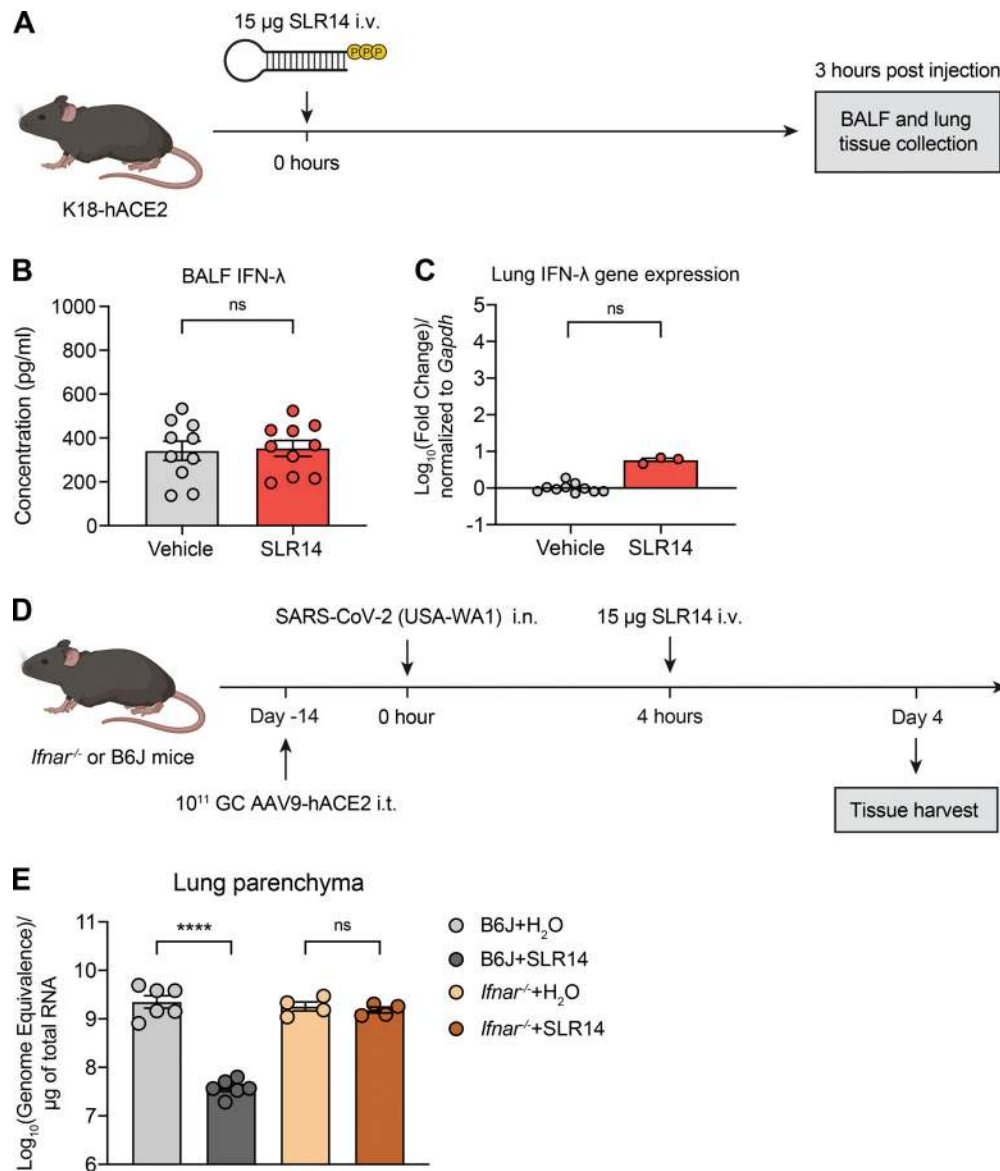 A
15 µg SLR14 i.v.
PPP
3 hours post injection
BALF and lung
tissue collection
0 hours
K18-hACE2
B
BALF IFN-λ
ns
Concentration (pg/ml)
1000
800
600
400
200
0
Vehicle
SLR14
C
Lung IFN-λ gene expression
ns
Log₁₀(Fold Change)/
normalized to Gapdh
5
4
3
2
1
0
-1
Vehicle
SLR14
D
SARS-CoV-2 (USA-WA1) i.n.
15 µg SLR14 i.v.
Day -14
0 hour
4 hours
Day 4
Ifnar⁻/⁻ or B6J mice
10¹¹ GC AAV9-hACE2 i.t.
Tissue harvest
E
Lung parenchyma
Log₁₀(Genome Equivalence)/
µg of total RNA
11
10
9
8
7
6
****
ns
B6J+H₂O
B6J+SLR14
Ifnar⁻/⁻+H₂O
Ifnar⁻/⁻+SLR14